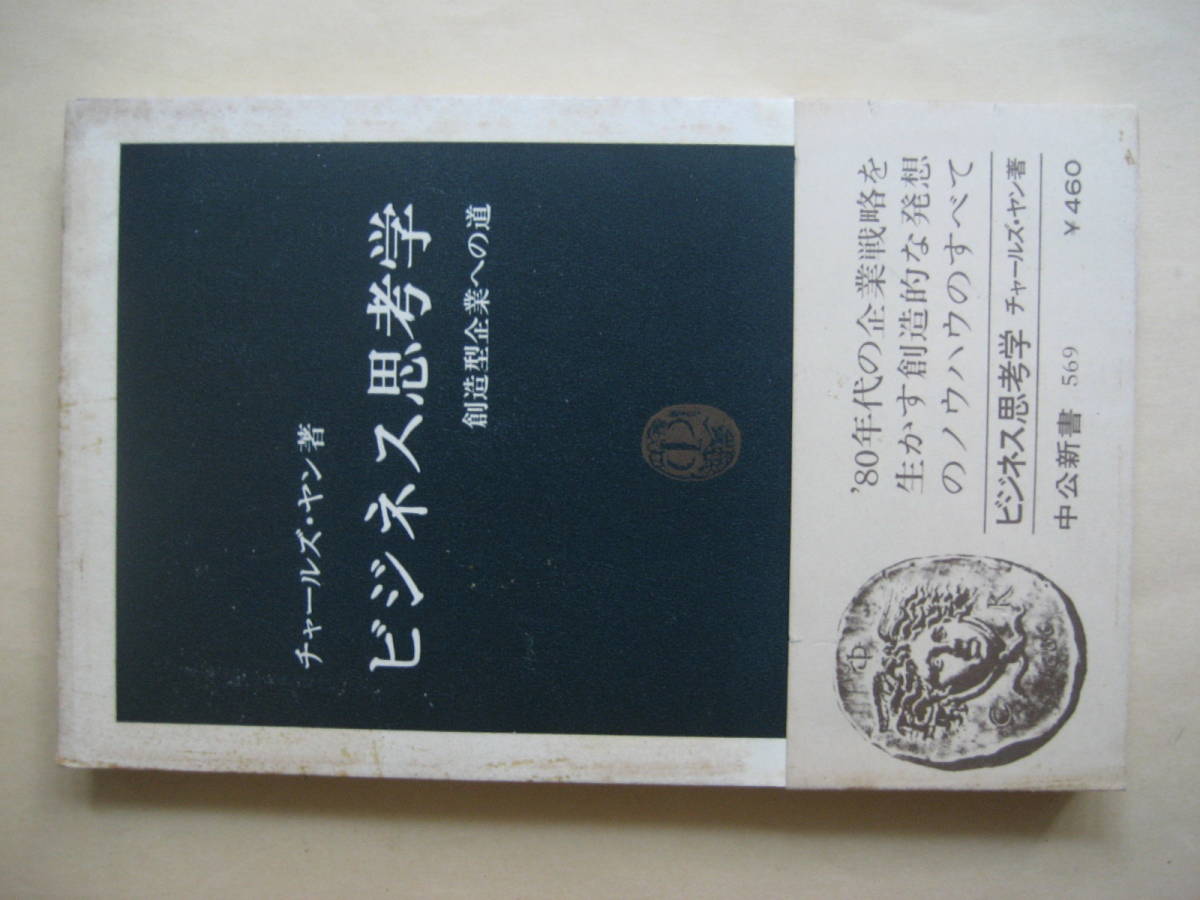 チャールズ・ヤン著
ビジネス思考学
創造型企業への道
'80年代の企業戦略を
生かす創造的な発想
のノウハウのすべて
ビジネス思考学 チャールズ・ヤン著
中公新書 569 ¥460